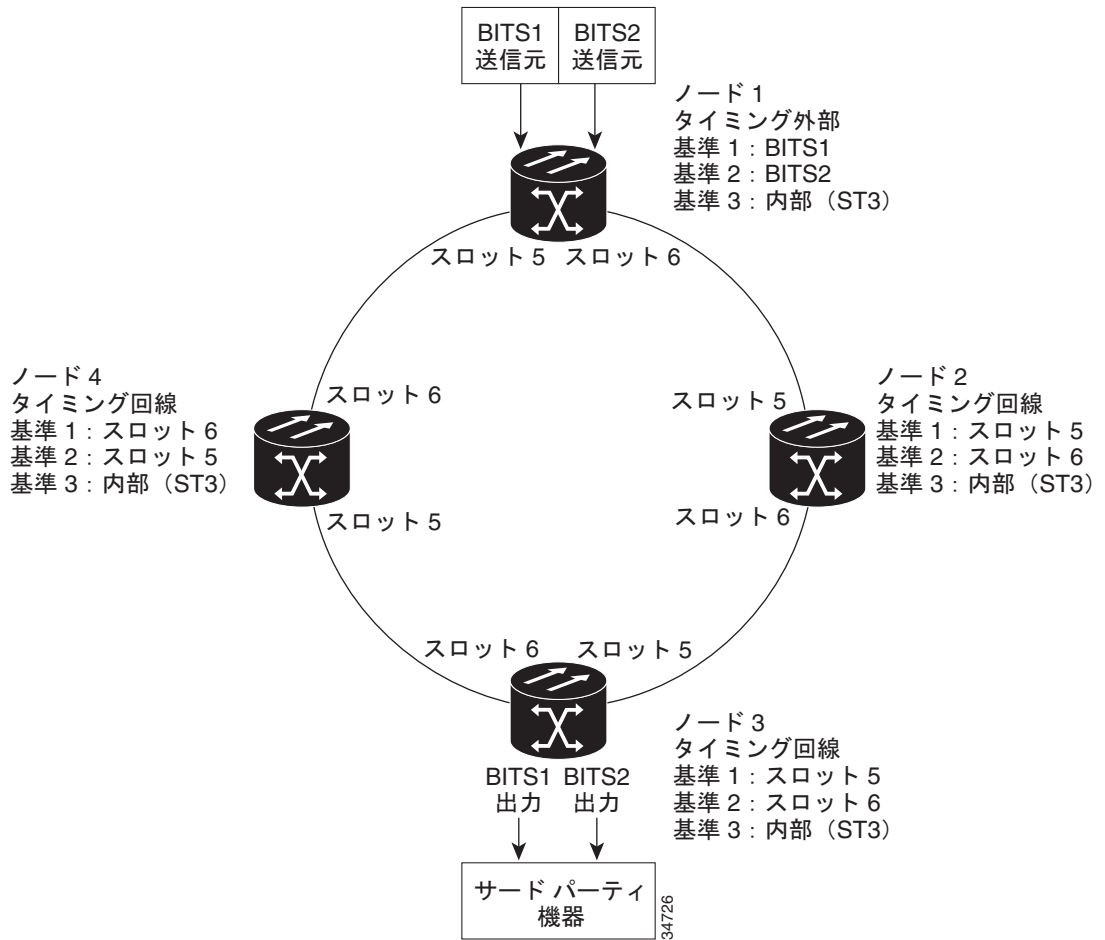 BITS1
送信元
BITS2
送信元
ノード 1
タイミング外部
基準 1：BITS1
基準 2：BITS2
基準 3：内部（ST3）
スロット 5
スロット 6
ノード 4
タイミング回線
基準 1：スロット 6
基準 2：スロット 5
基準 3：内部（ST3）
スロット 6
スロット 5
スロット 5
スロット 6
ノード 2
タイミング回線
基準 1：スロット 5
基準 2：スロット 6
基準 3：内部（ST3）
スロット 6
スロット 5
ノード 3
タイミング回線
基準 1：スロット 5
基準 2：スロット 6
基準 3：内部（ST3）
BITS1
出力
BITS2
出力
サード パーティ
機器
34726